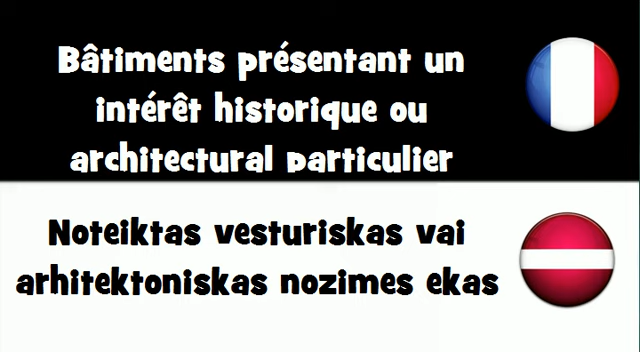 Bâtiments présentant un
intérêt historique ou
architectural particulier
Noteiktas vesturiskas vai
arhitektoniskas nozimes ekas